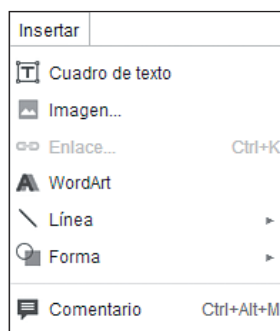 Insertar
Cuadro de texto
Imagen...
Enlace... Ctrl+K
WordArt
Línea
Forma
Comentario Ctrl+Alt+M